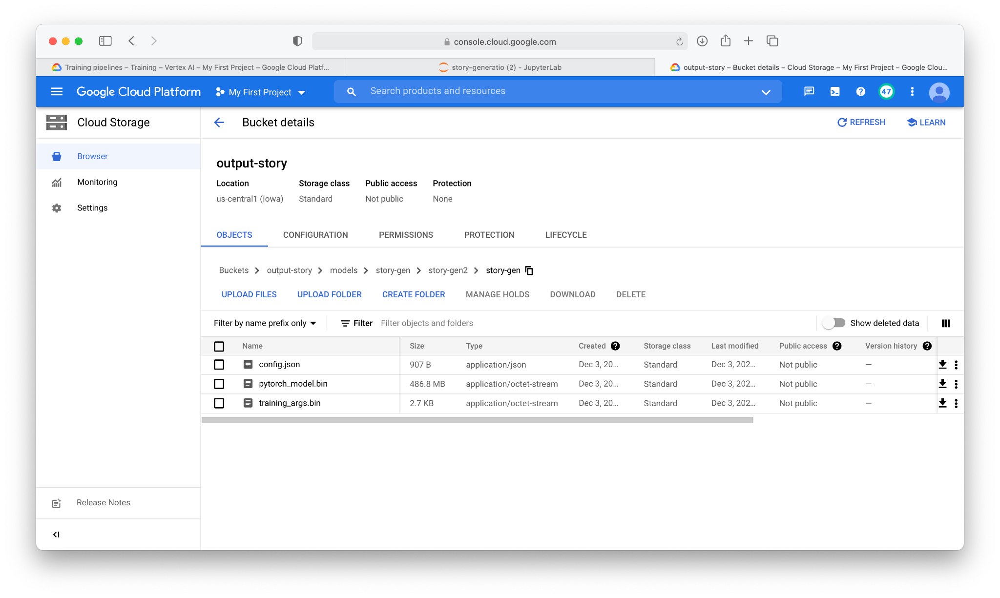 console.cloud.google.com
Training pipelines – Training – Vertex AI – My First Project – Google Cloud Platf...
story-generatio (2) - JupyterLab
output-story – Bucket details – Cloud Storage – My First Project – Google Clou...
Google Cloud Platform
My First Project
Search products and resources
47
Cloud Storage
Bucket details
REFRESH
LEARN
Browser
Monitoring
Settings
output-story
Location Storage class Public access Protection
us-central1 (Iowa) Standard Not public None
OBJECTS CONFIGURATION PERMISSIONS PROTECTION LIFECYCLE
Buckets output-story models story-gen story-gen2 story-gen
UPLOAD FILES UPLOAD FOLDER CREATE FOLDER MANAGE HOLDS DOWNLOAD DELETE
Filter by name prefix only Filter Filter objects and folders Show deleted data
Name Size Type Created Storage class Last modified Public access Version history
config.json 907 B application/json Dec 3, 20... Standard Dec 3, 202... Not public —
pytorch_model.bin 486.8 MB application/octet-stream Dec 3, 20... Standard Dec 3, 202... Not public —
training_args.bin 2.7 KB application/octet-stream Dec 3, 20... Standard Dec 3, 202... Not public —
Release Notes